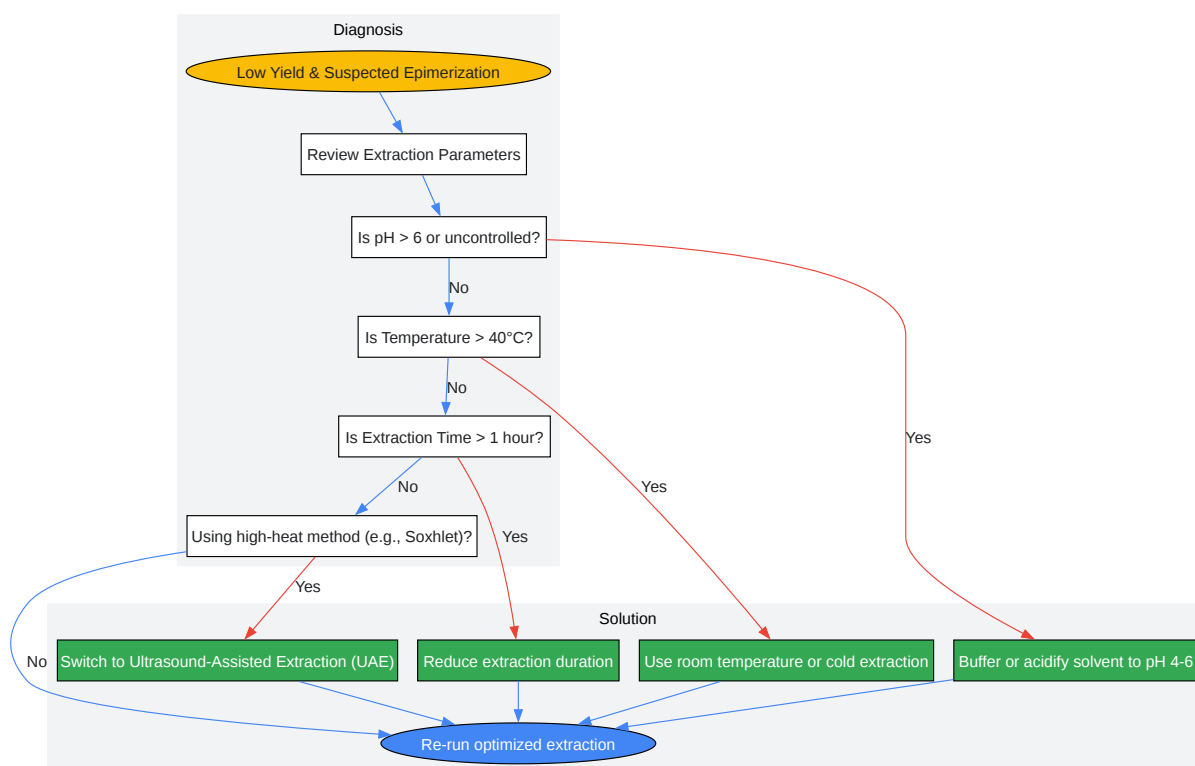 Diagnosis
Low Yield & Suspected Epimerization
Review Extraction Parameters
Is pH > 6 or uncontrolled?
No
Is Temperature > 40°C?
No
Is Extraction Time > 1 hour?
Yes
Yes
No
Using high-heat method (e.g., Soxhlet)?
Yes
Yes
Solution
No
Switch to Ultrasound-Assisted Extraction (UAE)
Reduce extraction duration
Use room temperature or cold extraction
Buffer or acidify solvent to pH 4-6
Re-run optimized extraction